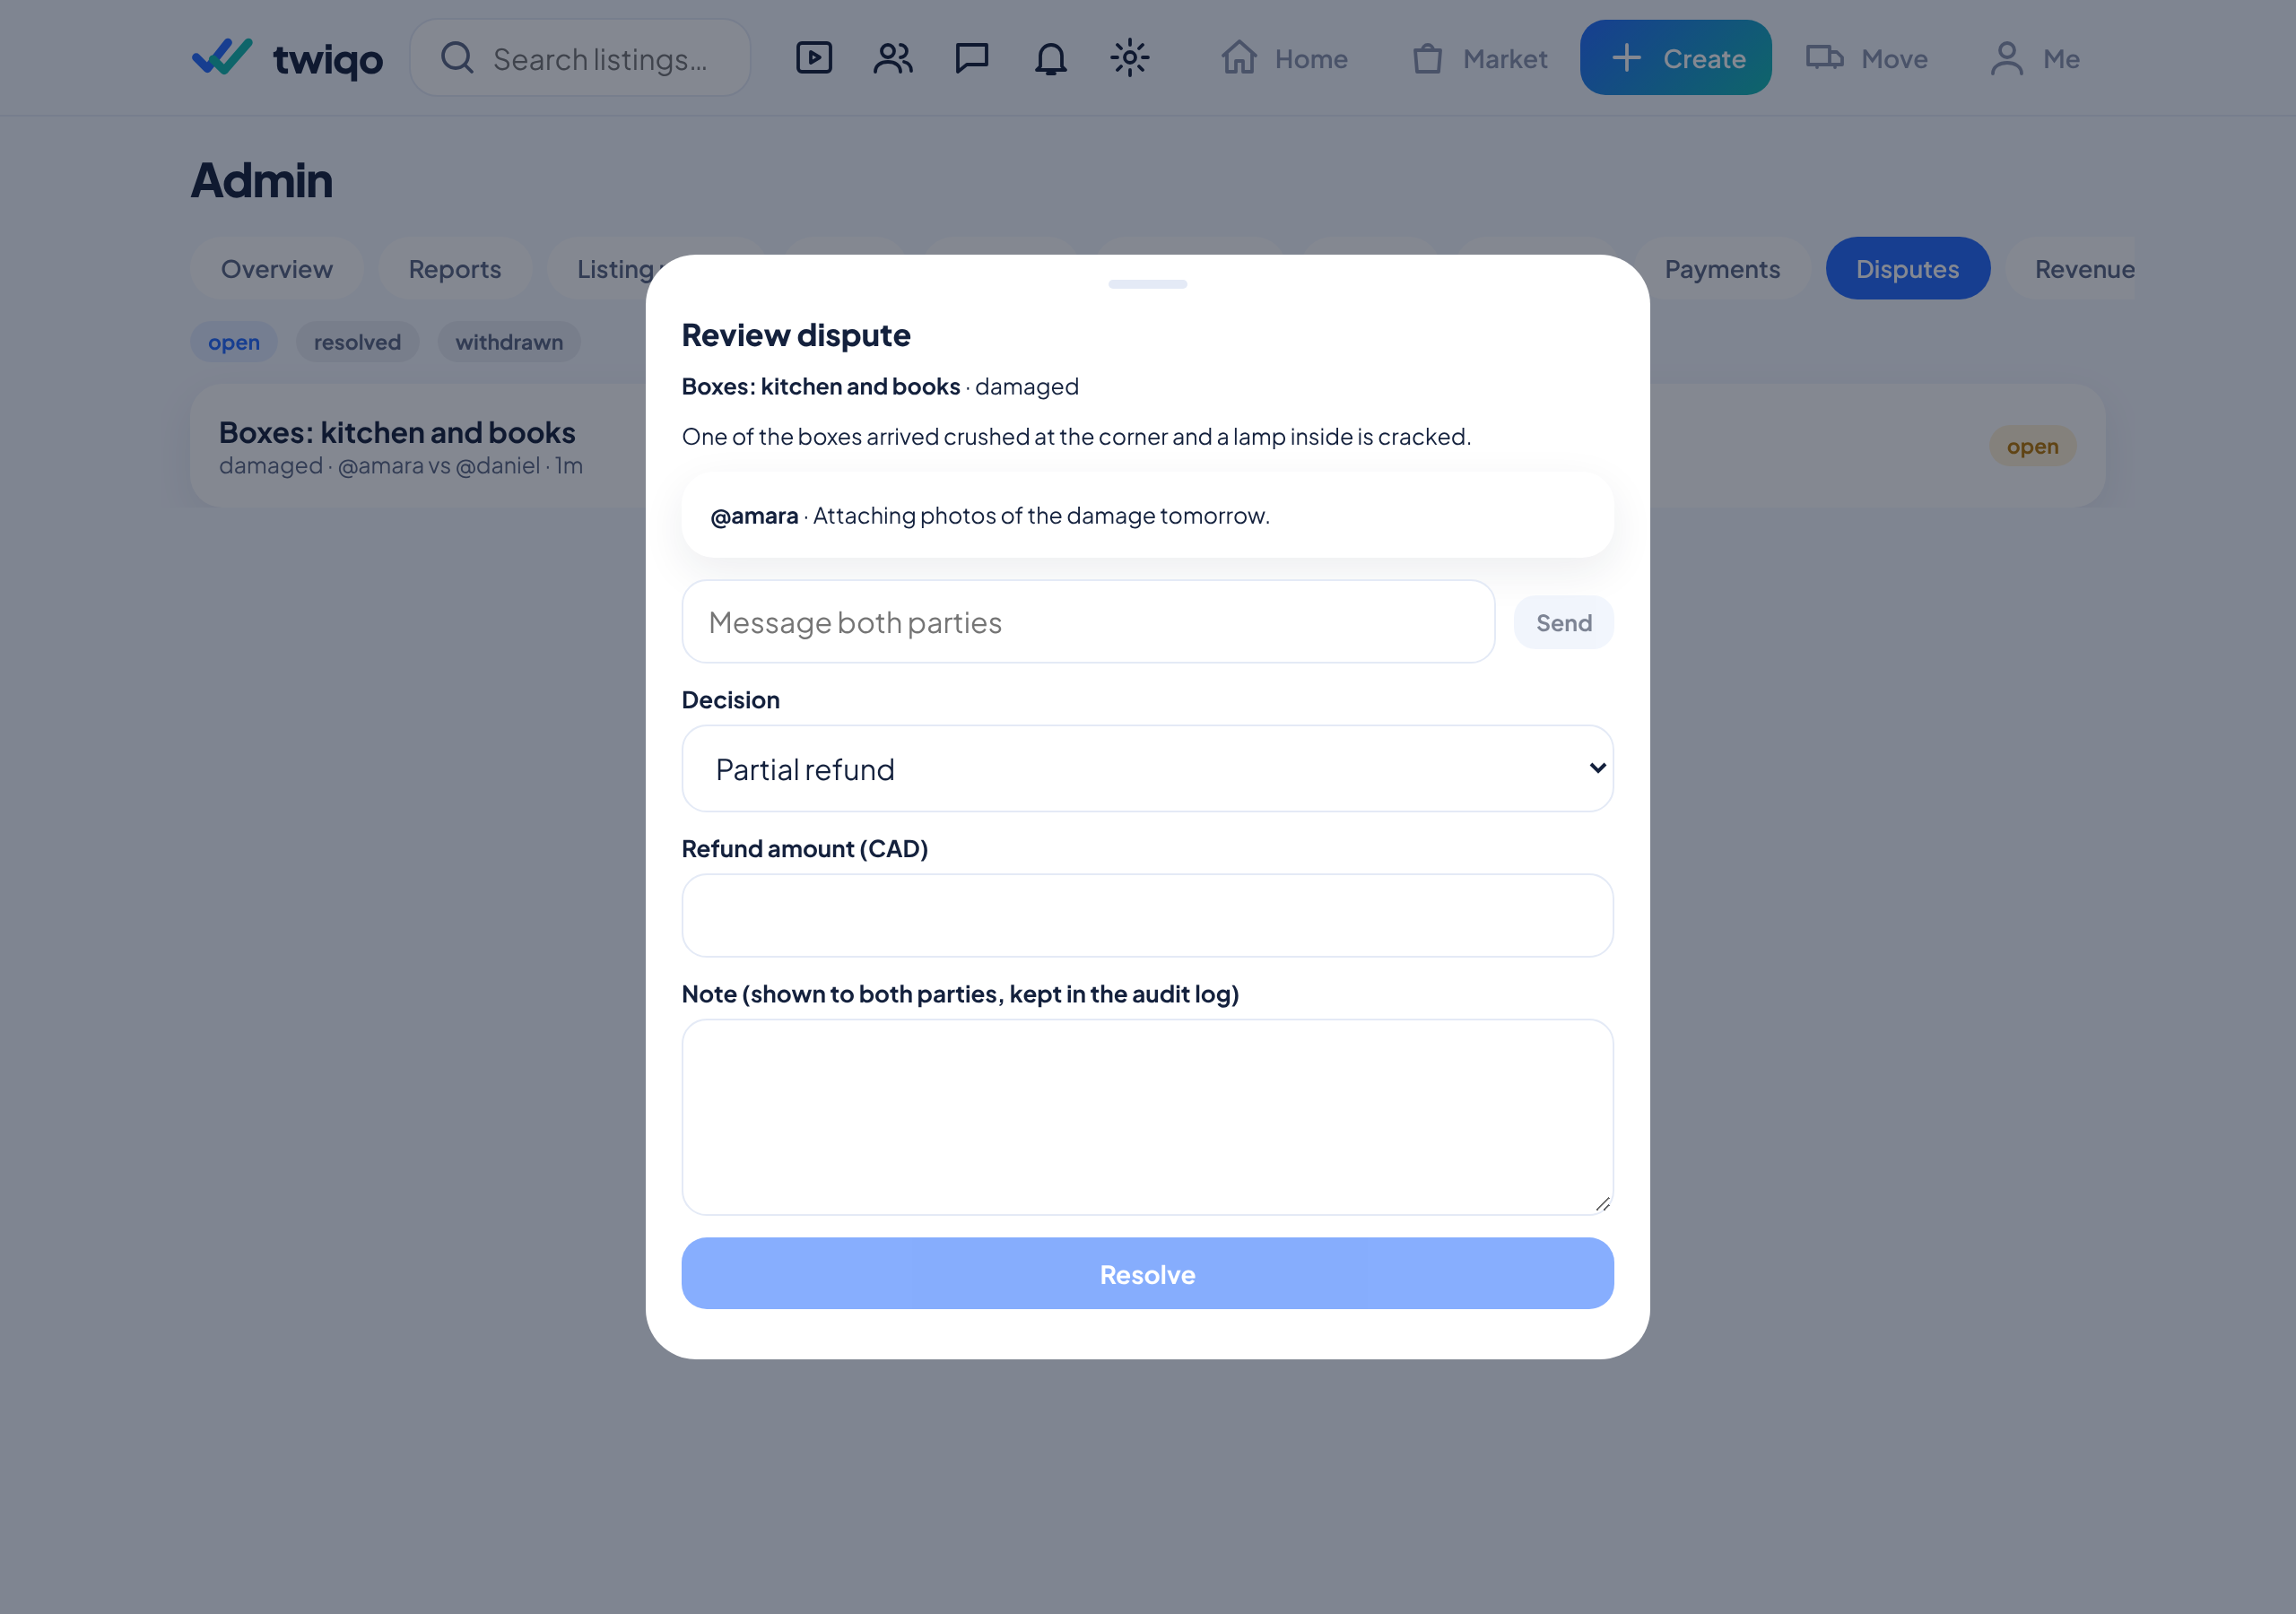 twiqo
Search listings...
Home
Market
Create
Move
Me
Admin
Overview
Reports
Listing
Payments
Disputes
Revenue
open
resolved
withdrawn
Boxes: kitchen and books
damaged · @amara vs @daniel · 1m
open
Review dispute
Boxes: kitchen and books · damaged
One of the boxes arrived crushed at the corner and a lamp inside is cracked.
@amara · Attaching photos of the damage tomorrow.
Message both parties
Send
Decision
Partial refund
Refund amount (CAD)
Note (shown to both parties, kept in the audit log)
Resolve